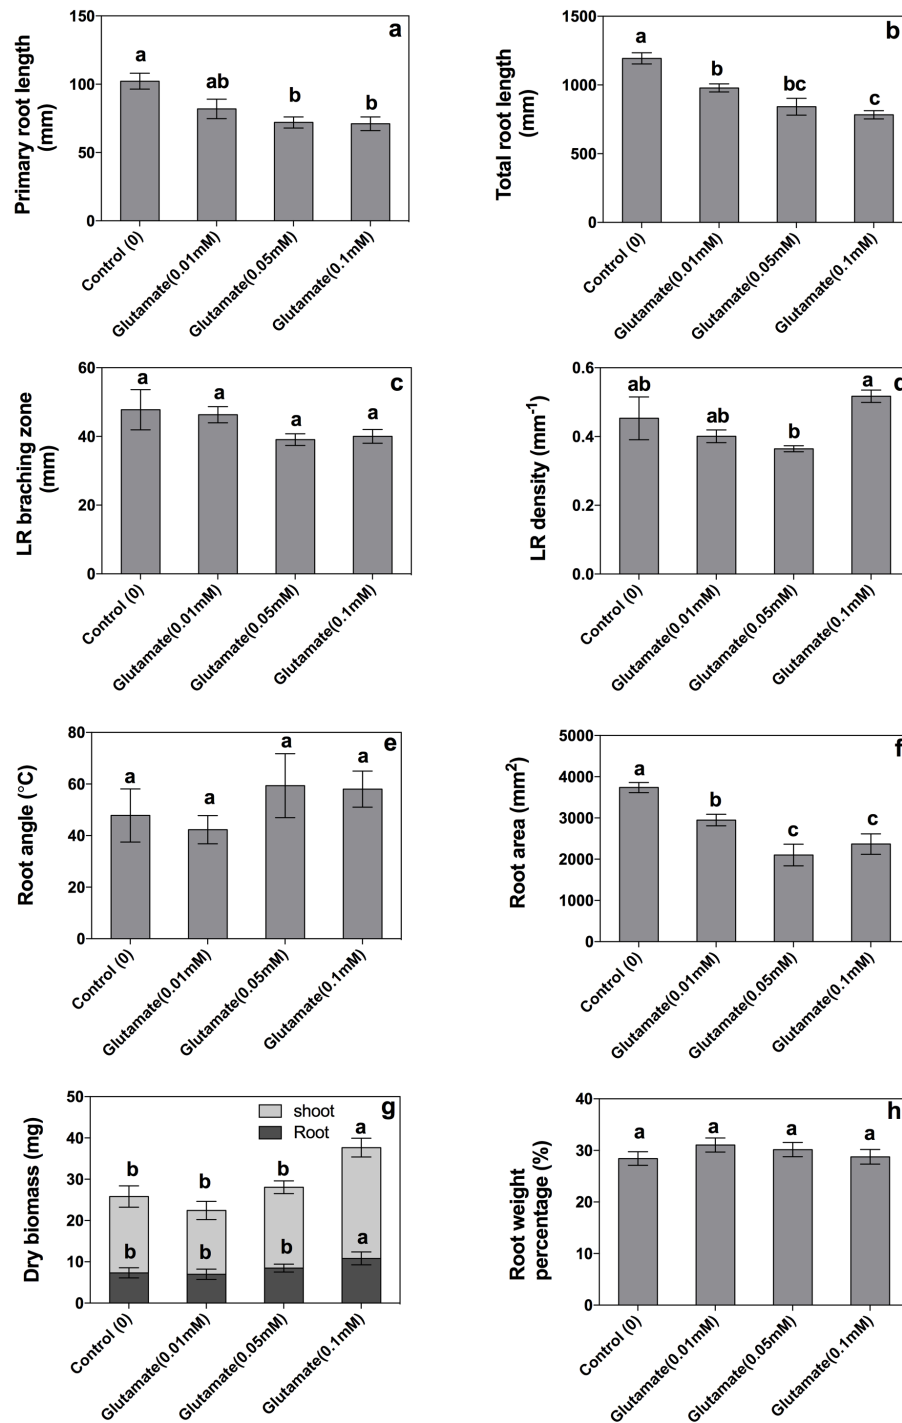 a
Primary root length
(mm)
150
100
50
0
a
ab
b
b
Control (0)
Glutamate(0.01mM)
Glutamate(0.05mM)
Glutamate(0.1mM)
b
Total root length
(mm)
1500
1000
500
0
a
b
bc
c
Control (0)
Glutamate(0.01mM)
Glutamate(0.05mM)
Glutamate(0.1mM)
c
LR braching zone
(mm)
60
40
20
0
a
a
a
a
Control (0)
Glutamate(0.01mM)
Glutamate(0.05mM)
Glutamate(0.1mM)
LR density (mm⁻¹)
0.6
0.4
0.2
0.0
ab
ab
b
a
Control (0)
Glutamate(0.01mM)
Glutamate(0.05mM)
Glutamate(0.1mM)
e
Root angle (°C)
80
60
40
20
0
a
a
a
a
Control (0)
Glutamate(0.01mM)
Glutamate(0.05mM)
Glutamate(0.1mM)
f
Root area (mm²)
5000
4000
3000
2000
1000
0
a
b
c
c
Control (0)
Glutamate(0.01mM)
Glutamate(0.05mM)
Glutamate(0.1mM)
g
Dry biomass (mg)
50
40
30
20
10
0
shoot
Root
b
b
b
a
b
b
b
a
Control (0)
Glutamate(0.01mM)
Glutamate(0.05mM)
Glutamate(0.1mM)
h
Root weight
percentage (%)
40
30
20
10
0
a
a
a
a
Control (0)
Glutamate(0.01mM)
Glutamate(0.05mM)
Glutamate(0.1mM)